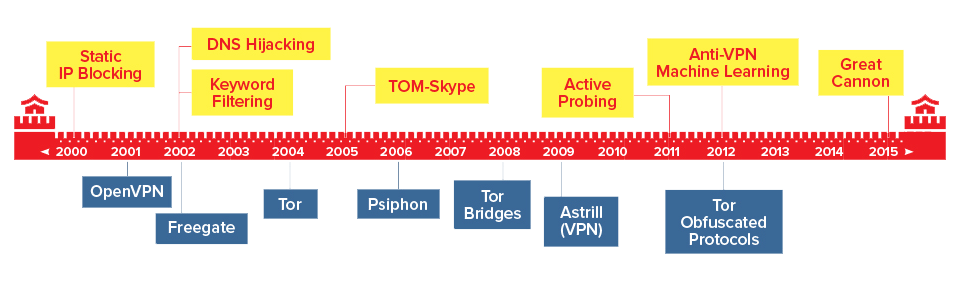 Static
IP Blocking
DNS Hijacking
Keyword
Filtering
TOM-Skype
Active
Probing
Anti-VPN
Machine Learning
Great
Cannon
2000 2001 2002 2003 2004 2005 2006 2007 2008 2009 2010 2011 2012 2013 2014 2015
OpenVPN
Freegate
Tor
Psiphon
Tor
Bridges
Astrill
(VPN)
Tor
Obfuscated
Protocols